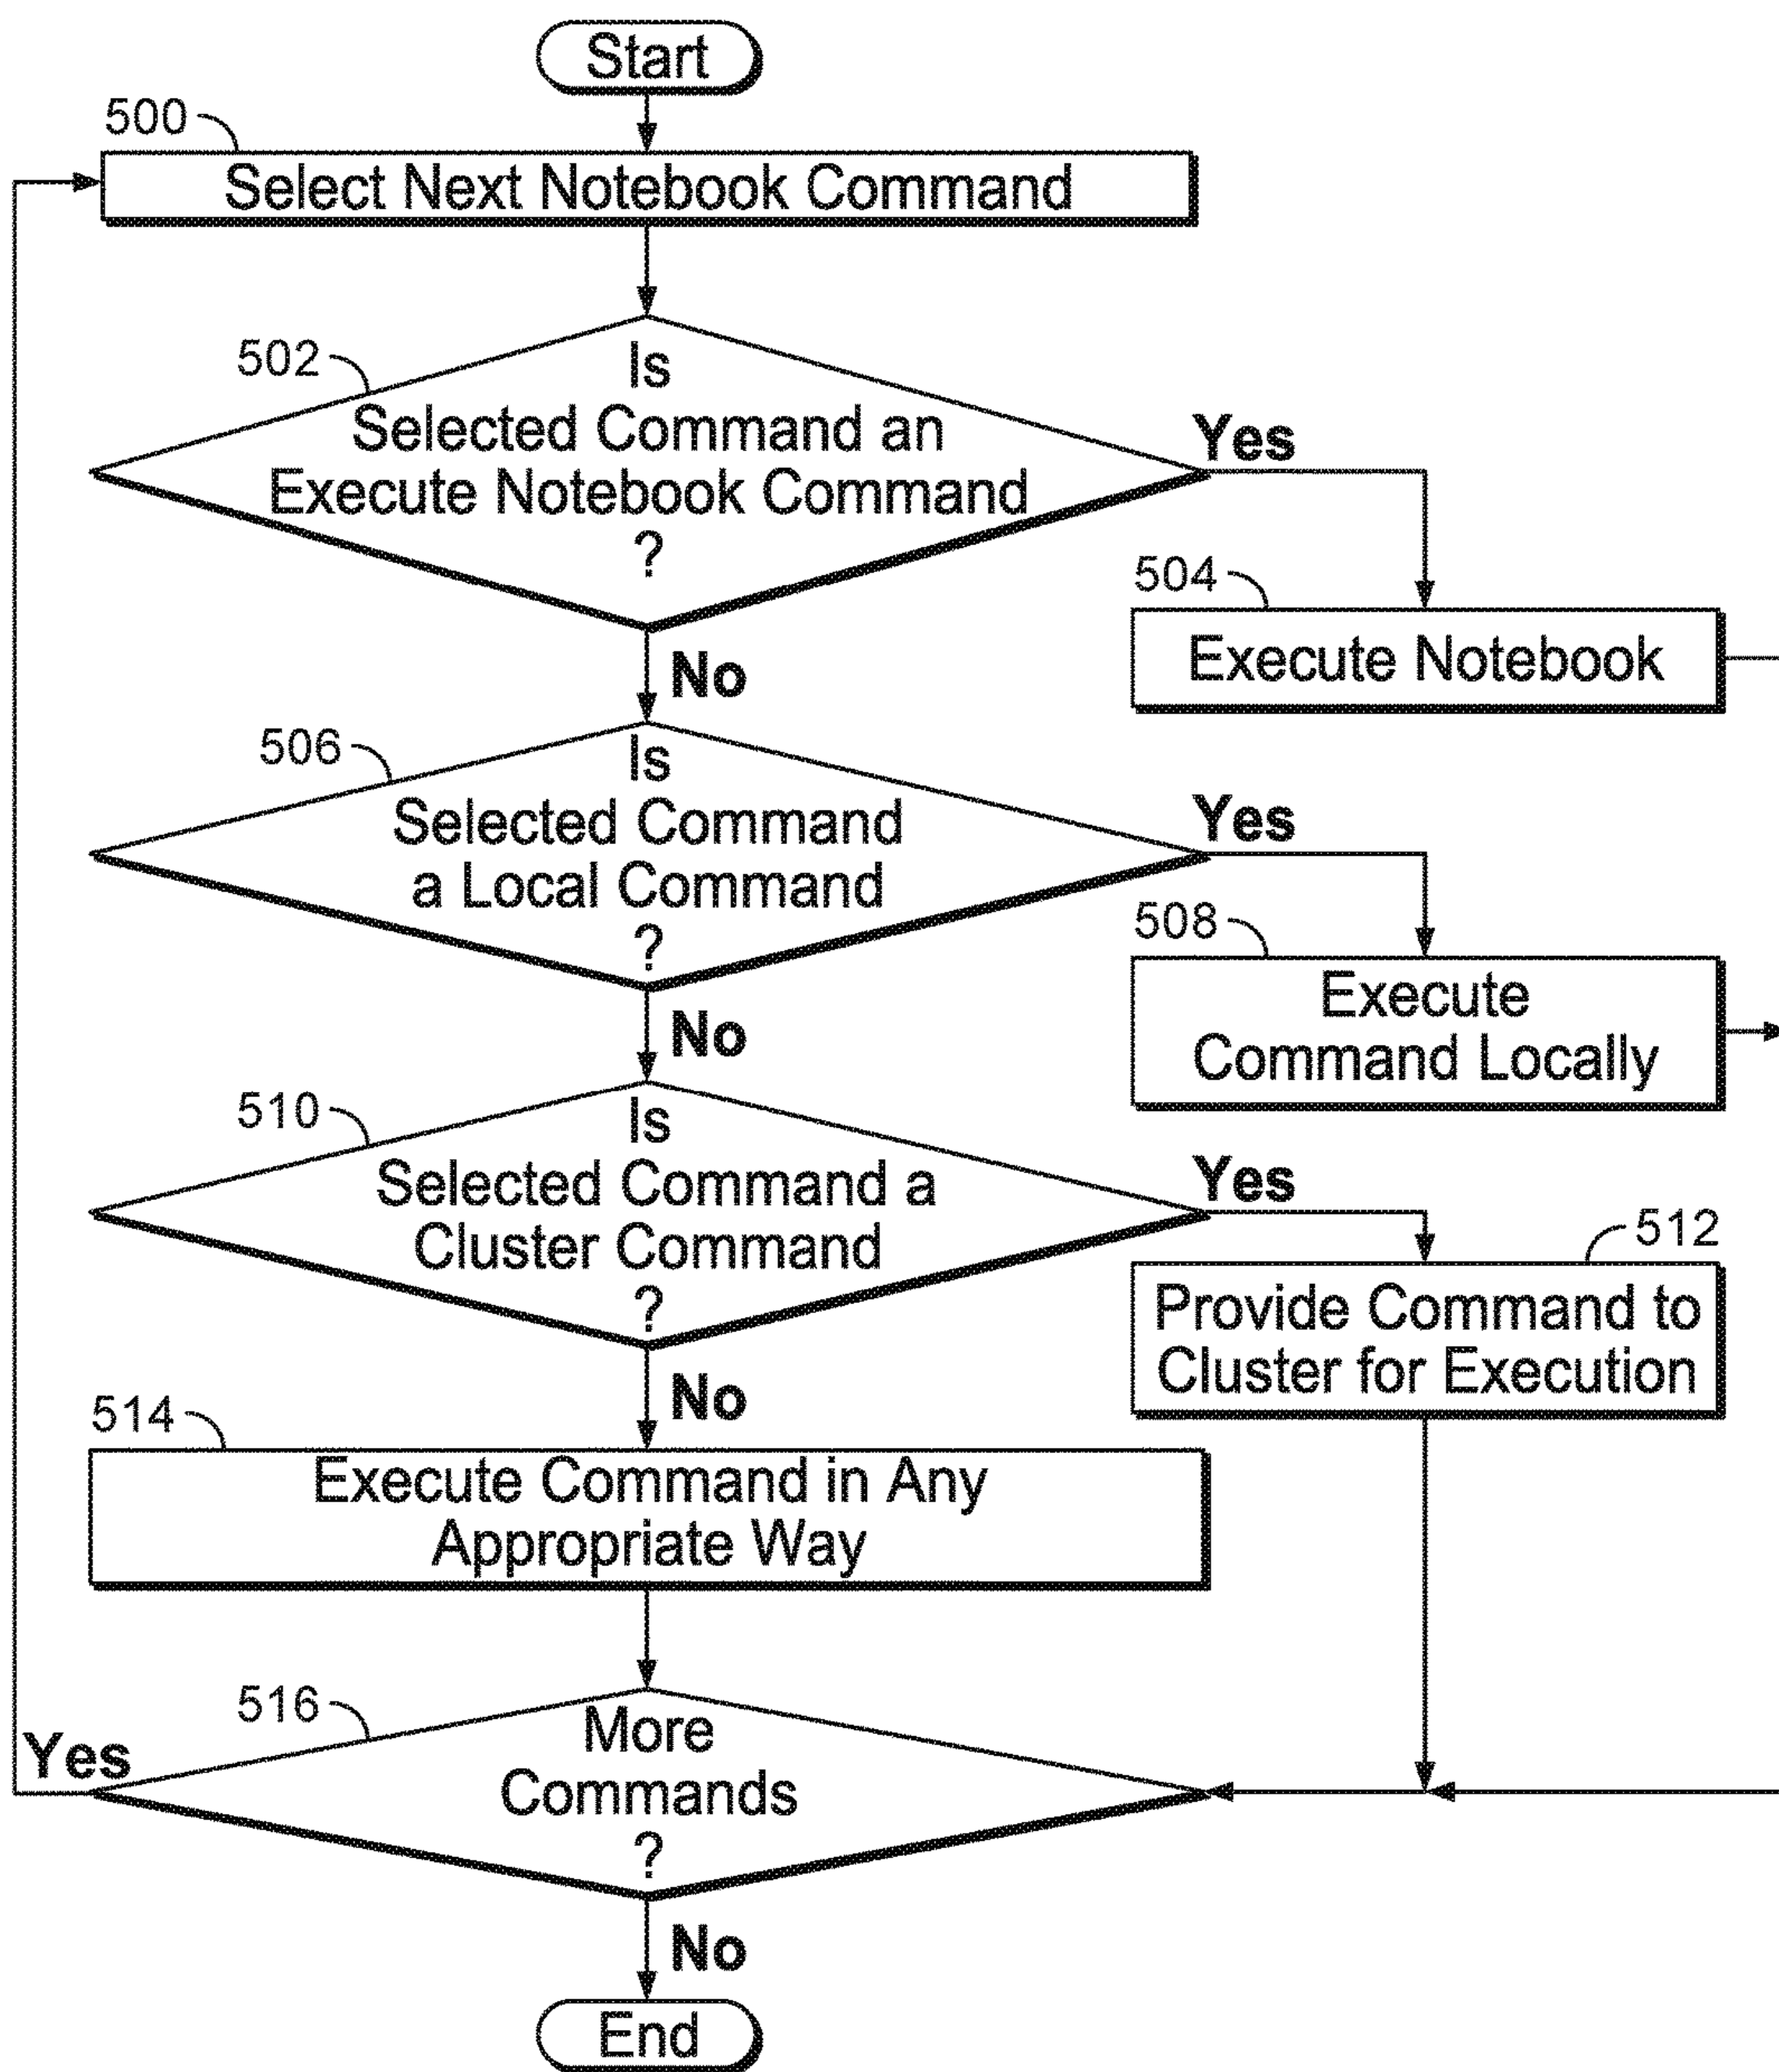 Start
500
Select Next Notebook Command
502
Is
Selected Command an
Execute Notebook Command
?
Yes
504
Execute Notebook
No
506
Is
Selected Command
a Local Command
?
Yes
508
Execute
Command Locally
No
510
Is
Selected Command a
Cluster Command
?
Yes
512
Provide Command to
Cluster for Execution
No
514
Execute Command in Any
Appropriate Way
516
More
Commands
?
Yes
No
End